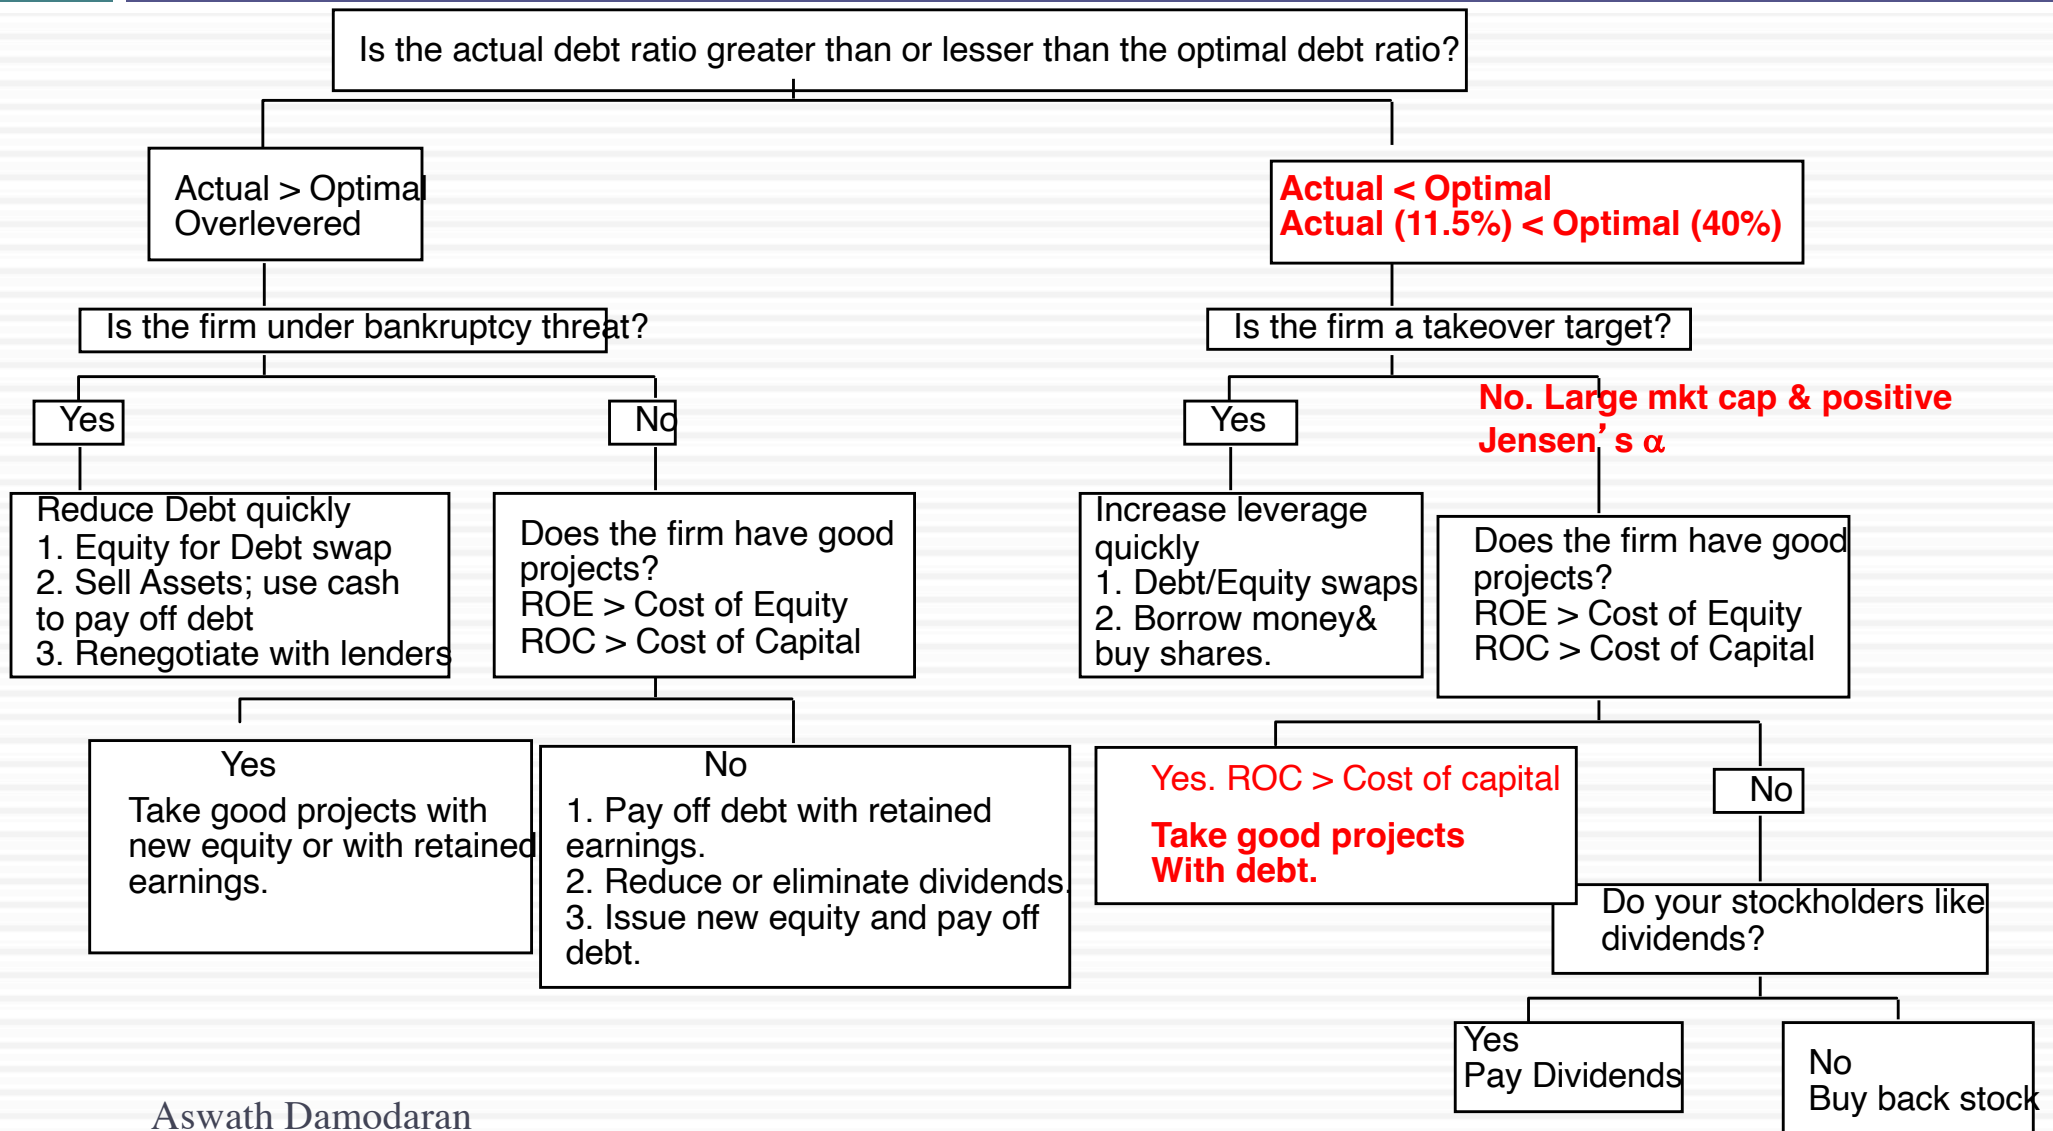 Is the actual debt ratio greater than or lesser than the optimal debt ratio?
Actual > Optimal
Overlevered
Actual < Optimal
Actual (11.5%) < Optimal (40%)
Is the firm under bankruptcy threat?
Is the firm a takeover target?
Yes
No
Yes
No. Large mkt cap & positive
Jensen’s α
Reduce Debt quickly
1. Equity for Debt swap
2. Sell Assets; use cash
to pay off debt
3. Renegotiate with lenders
Does the firm have good
projects?
ROE > Cost of Equity
ROC > Cost of Capital
Increase leverage
quickly
1. Debt/Equity swaps
2. Borrow money&
buy shares.
Does the firm have good
projects?
ROE > Cost of Equity
ROC > Cost of Capital
Yes
Take good projects with
new equity or with retained
earnings.
No
1. Pay off debt with retained
earnings.
2. Reduce or eliminate dividends.
3. Issue new equity and pay off
debt.
Yes. ROC > Cost of capital
Take good projects
With debt.
No
Do your stockholders like
dividends?
Yes
Pay Dividends
No
Buy back stock
Aswath Damodaran